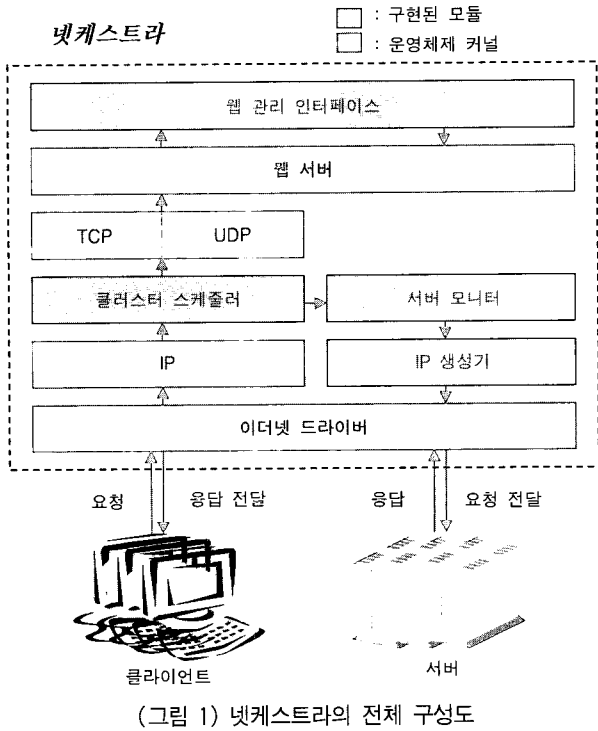 넷케스트라
: 구현된 모듈
: 운영체제 커널
웹 관리 인터페이스
웹 서버
TCP UDP
클러스터 스케줄러 서버 모니터
IP IP 생성기
이더넷 드라이버
요청 응답 전달 응답 요청 전달
클라이언트 서버
(그림 1) 넷케스트라의 전체 구성도